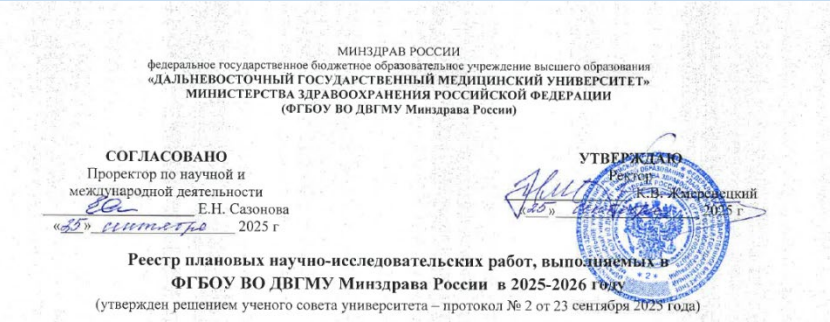 МИНЗДРАВ РОССИИ
федеральное государственное бюджетное образовательное учреждение высшего образования
«ДАЛЬНЕВОСТОЧНЫЙ ГОСУДАРСТВЕННЫЙ МЕДИЦИНСКИЙ УНИВЕРСИТЕТ»
МИНИСТЕРСТВА ЗДРАВООХРАНЕНИЯ РОССИЙСКОЙ ФЕДЕРАЦИИ
(ФГБОУ ВО ДВГМУ Минздрава России)
СОГЛАСОВАНО
Проректор по научной и
международной деятельности
Е.Н. Сазонова
«25» сентября 2025 г
УТВЕРЖДАЮ
Ректор
К.В. Жмеренецкий
«25» сентября 2025 г
Реестр плановых научно-исследовательских работ, выполняемых в
ФГБОУ ВО ДВГМУ Минздрава России в 2025-2026 году
(утвержден решением ученого совета университета – протокол № 2 от 23 сентября 2025 года)